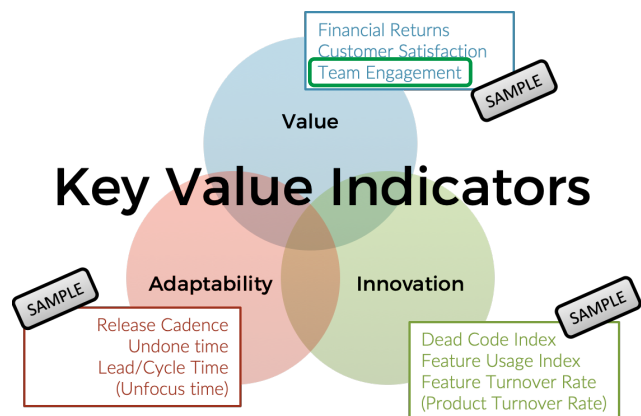 Financial Returns
Customer Satisfaction
Team Engagement
SAMPLE
Value
Key Value Indicators
Adaptability
Innovation
SAMPLE
Release Cadence
Undone time
Lead/Cycle Time
(Unfocus time)
SAMPLE
Dead Code Index
Feature Usage Index
Feature Turnover Rate
(Product Turnover Rate)